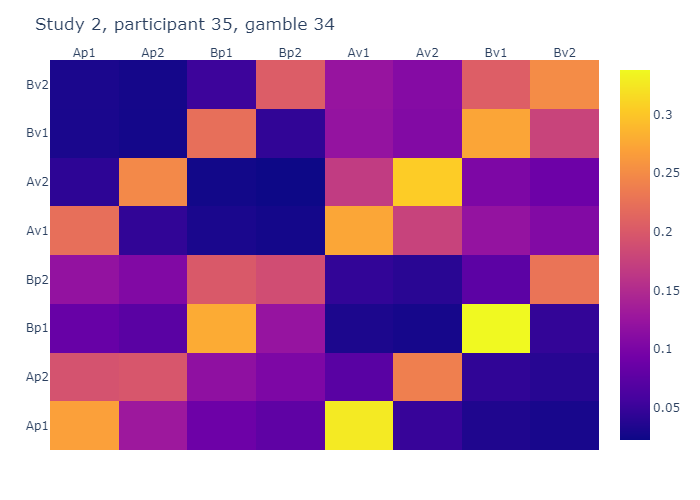 Study 2, participant 35, gamble 34
Ap1 Ap2 Bp1 Bp2 Av1 Av2 Bv1 Bv2
Bv2
Bv1
Av2
Av1
Bp2
Bp1
Ap2
Ap1
0.3
0.25
0.2
0.15
0.1
0.05